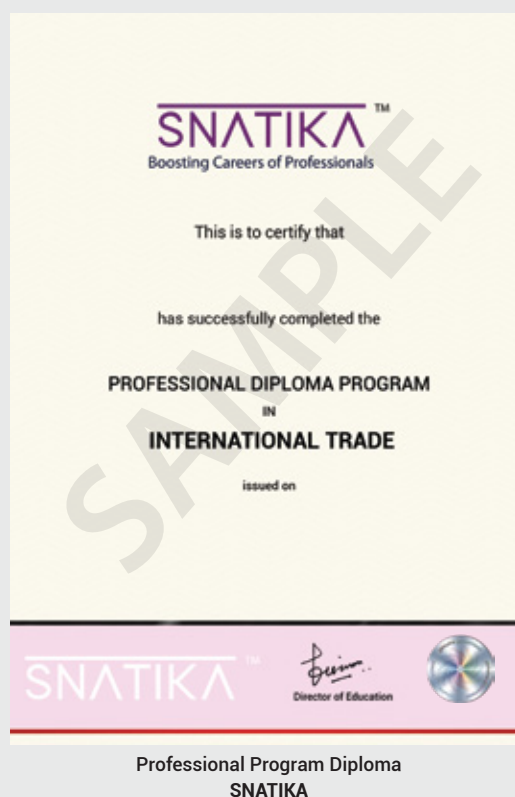 SNATIKA™
Boosting Careers of Professionals
This is to certify that
has successfully completed the
PROFESSIONAL DIPLOMA PROGRAM
IN
INTERNATIONAL TRADE
issued on
SAMPLE
SNATIKA™
Director of Education
Professional Program Diploma
SNATIKA